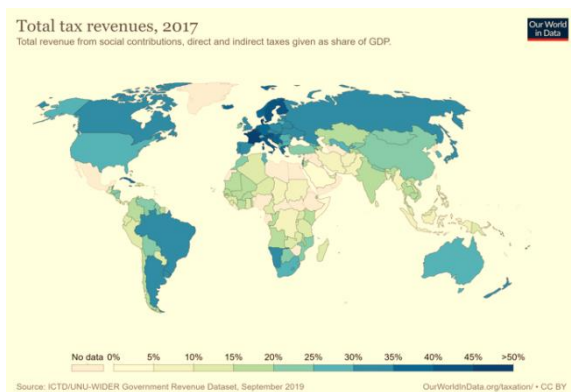 Total tax revenues, 2017
Total revenue from social contributions, direct and indirect taxes given as share of GDP.
Our World
in Data
No data 0% 5% 10% 15% 20% 25% 30% 35% 40% 45% >50%
Source: ICTD/UNU-WIDER Government Revenue Dataset, September 2019
OurWorldInData.org/taxation/ • CC BY